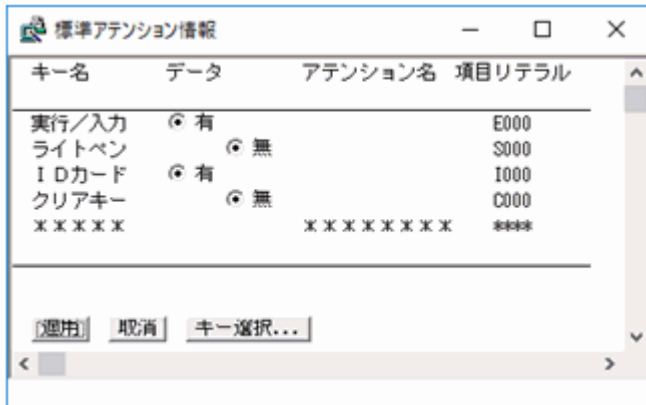 標準アテンション情報
キー名 データ アテンション名 項目リテラル
実行／入力 有 E000
ライトペン 無 S000
ＩＤカード 有 I000
クリアキー 無 C000
＊＊＊＊＊ ＊＊＊＊＊＊＊＊ ****
適用 取消 キー選択...